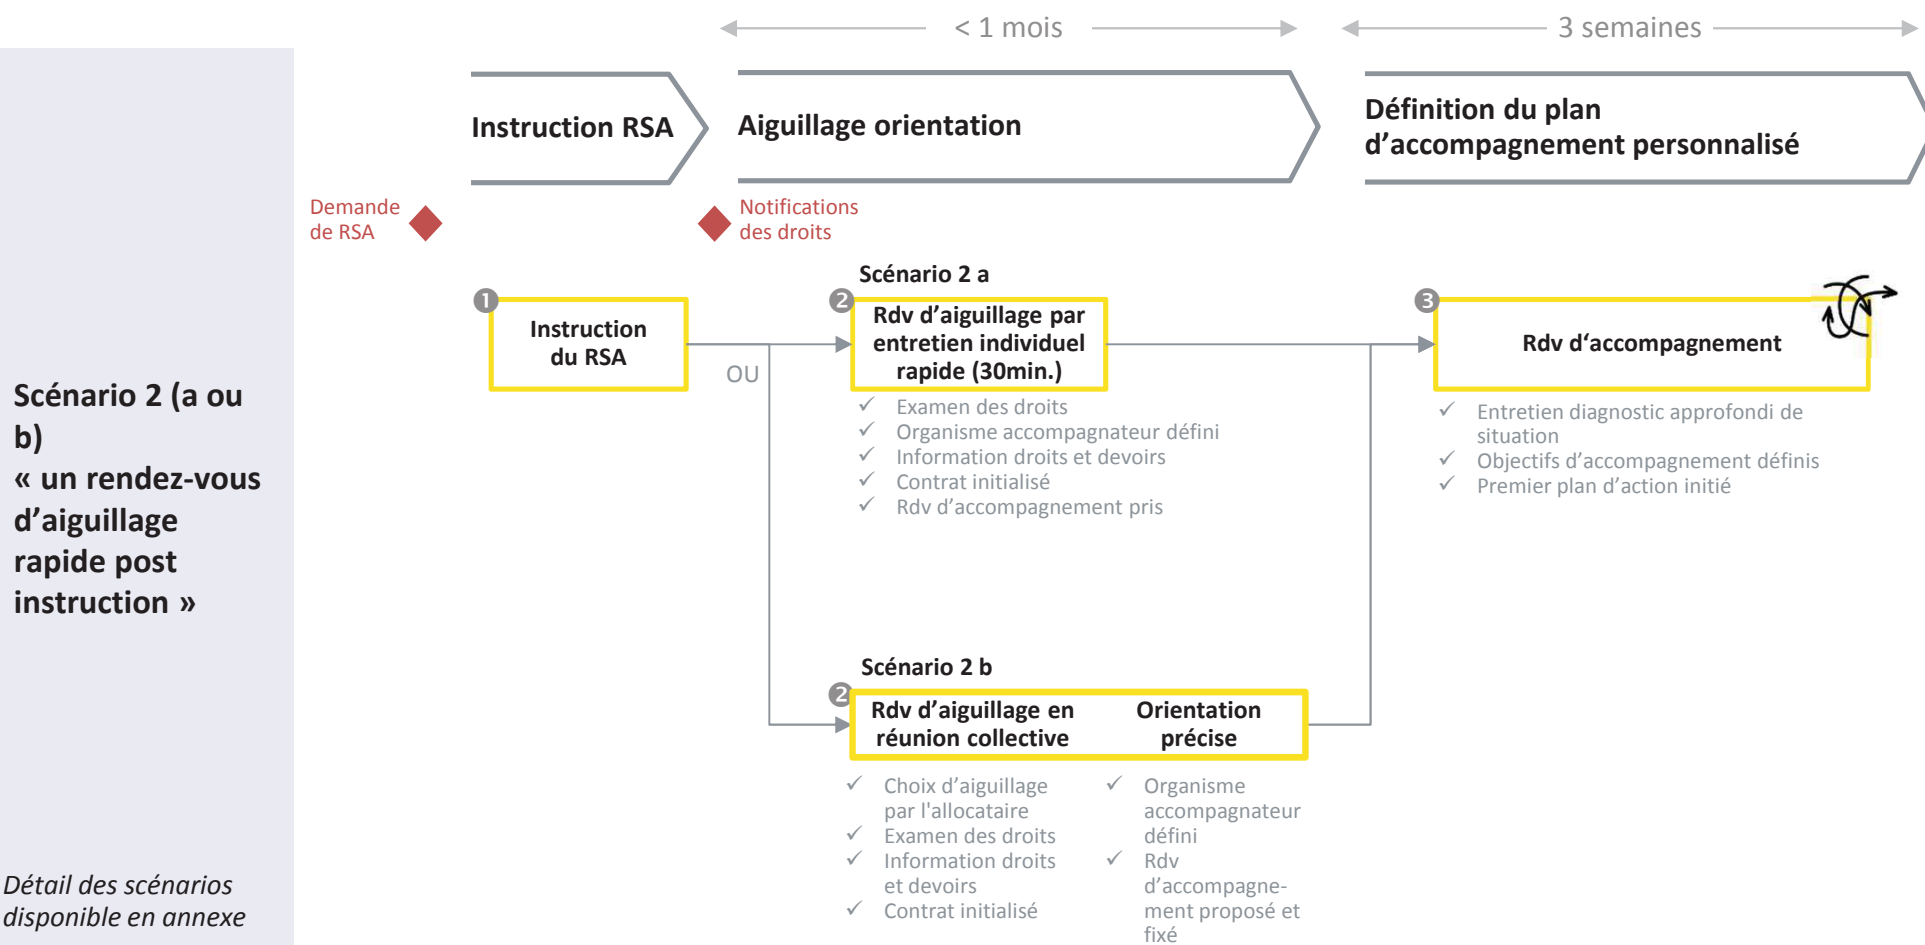 < 1 mois
3 semaines
Instruction RSA
Aiguillage orientation
Définition du plan
d’accompagnement personnalisé
Demande
de RSA
Notifications
des droits
Scénario 2 (a ou
b)
« un rendez-vous
d’aiguillage
rapide post
instruction »
Détail des scénarios
disponible en annexe
1
Instruction
du RSA
OU
Scénario 2 a
2
Rdv d’aiguillage par
entretien individuel
rapide (30min.)
✓ Examen des droits
✓ Organisme accompagnateur défini
✓ Information droits et devoirs
✓ Contrat initialisé
✓ Rdv d’accompagnement pris
3
Rdv d‘accompagnement
✓ Entretien diagnostic approfondi de
situation
✓ Objectifs d’accompagnement définis
✓ Premier plan d’action initié
Scénario 2 b
2
Rdv d’aiguillage en
réunion collective
Orientation
précise
✓ Choix d’aiguillage
par l'allocataire
✓ Examen des droits
✓ Information droits
et devoirs
✓ Contrat initialisé
✓ Organisme
accompagnateur
défini
✓ Rdv
d’accompagne-
ment proposé et
fixé